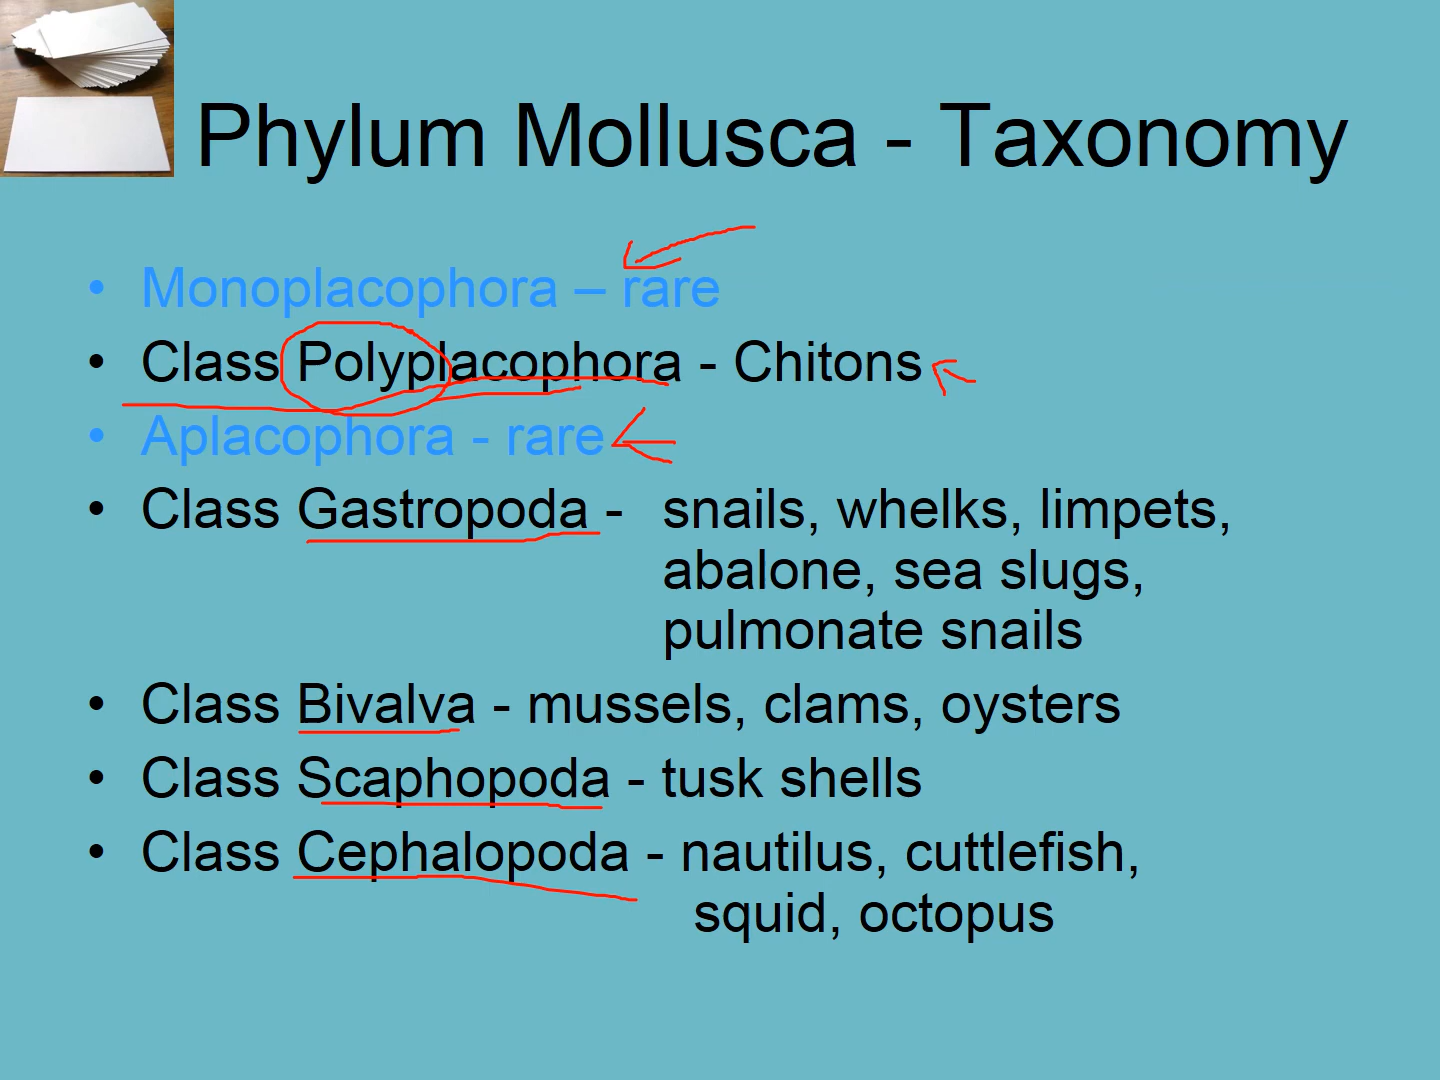 Phylum Mollusca - Taxonomy
• Monoplacophora – rare
• Class Polyplacophora - Chitons
• Aplacophora - rare
• Class Gastropoda - snails, whelks, limpets,
abalone, sea slugs,
pulmonate snails
• Class Bivalva - mussels, clams, oysters
• Class Scaphopoda - tusk shells
• Class Cephalopoda - nautilus, cuttlefish,
squid, octopus